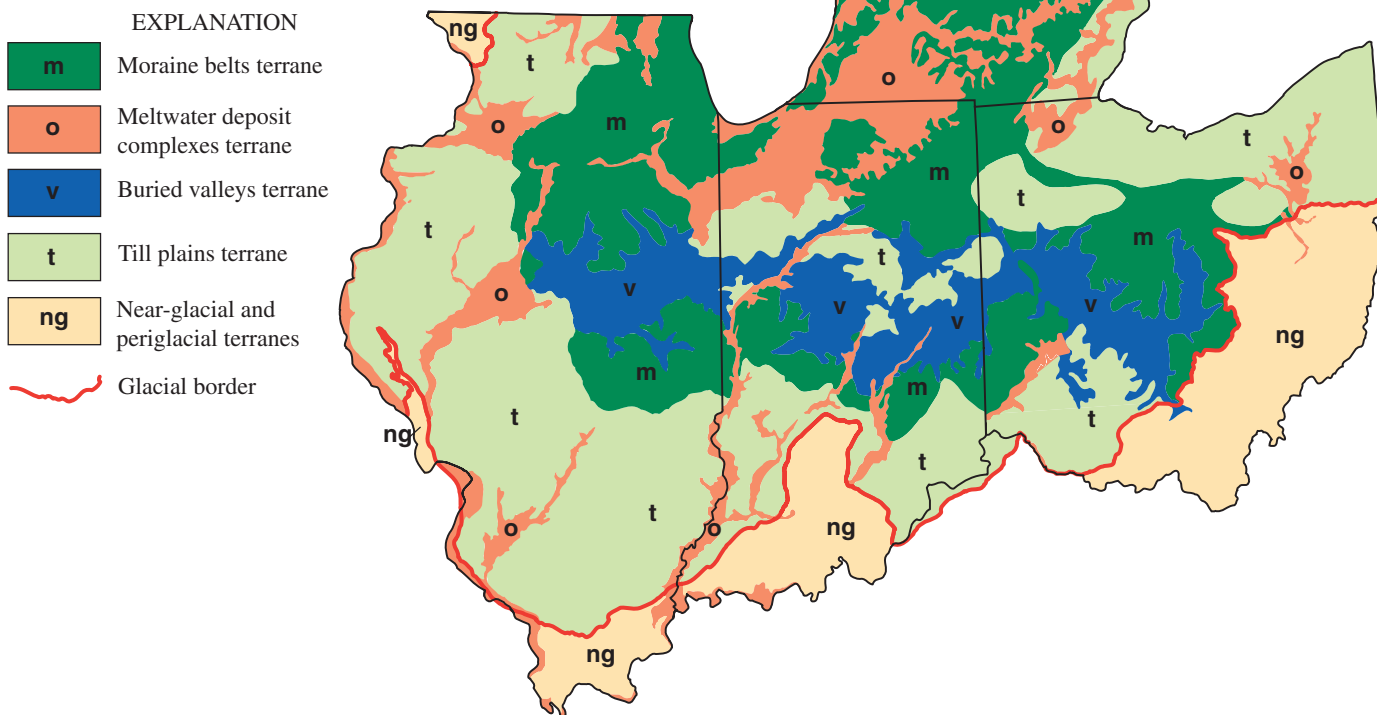 EXPLANATION
m Moraine belts terrane
o Meltwater deposit
complexes terrane
v Buried valleys terrane
t Till plains terrane
ng Near-glacial and
periglacial terranes
Glacial border
ng
t
o
m
o
o
t
o
m
t
o
t
m
t
v
o
t
v
v
v
ng
m
m
t
ng
t
t
t
o
o
ng
ng